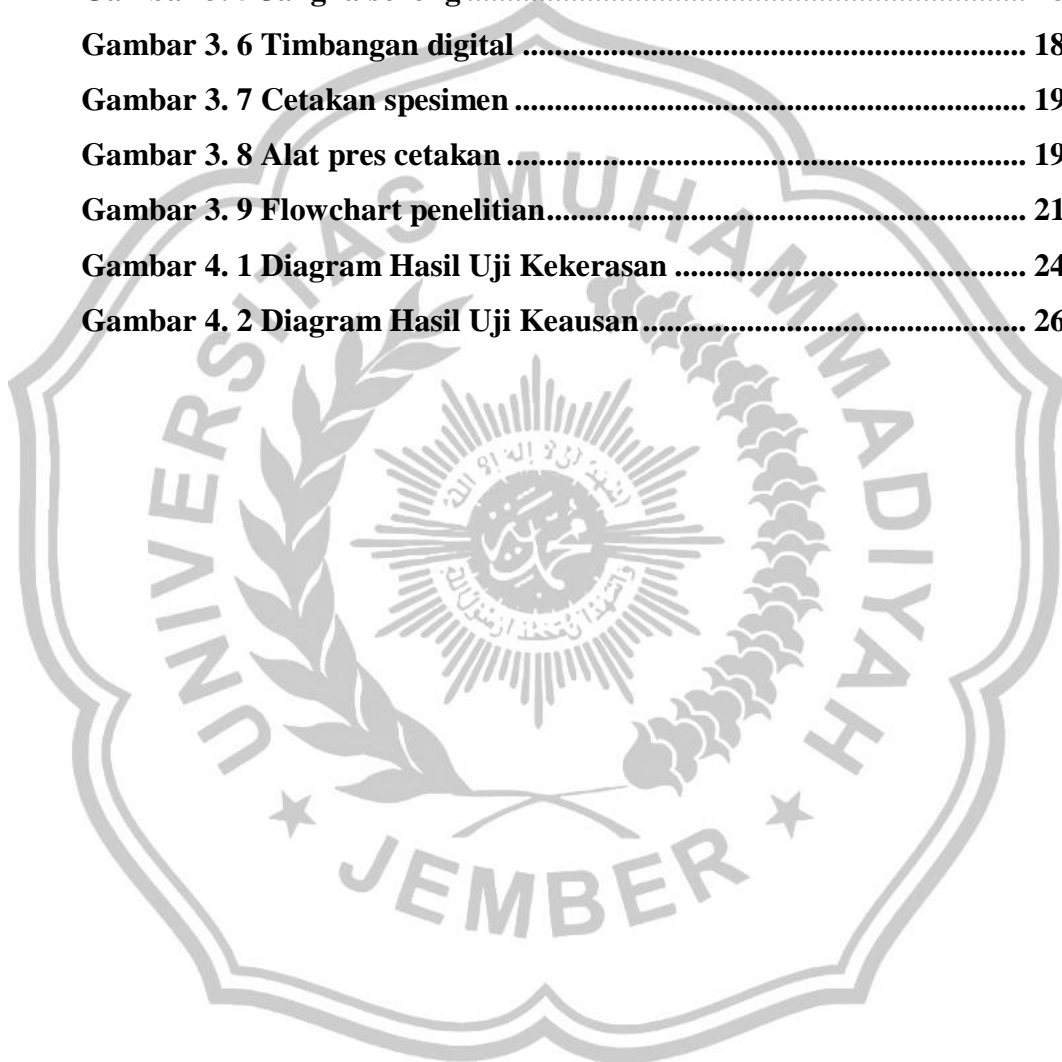 Gambar 3. 6 Timbangan digital ................................................................ 18
Gambar 3. 7 Cetakan spesimen ................................................................ 19
Gambar 3. 8 Alat pres cetakan ................................................................. 19
Gambar 3. 9 Flowchart penelitian............................................................ 21
Gambar 4. 1 Diagram Hasil Uji Kekerasan ............................................ 24
Gambar 4. 2 Diagram Hasil Uji Keausan ................................................ 26
UNIVERSITAS MUHAMMADIYAH
JEMBER